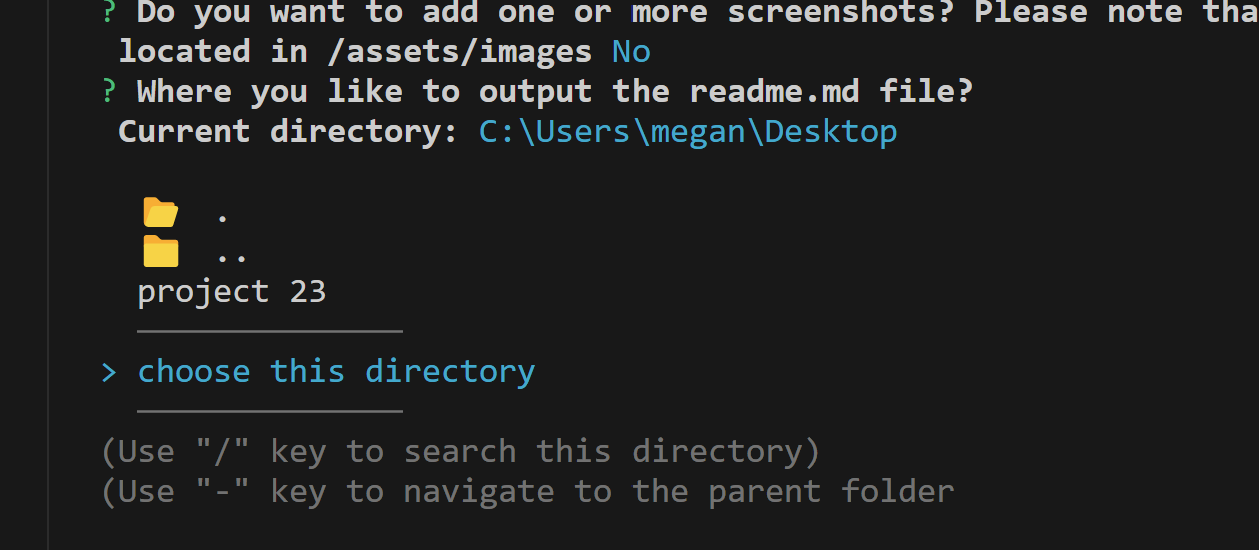 ? Do you want to add one or more screenshots? Please note tha
located in /assets/images No
? Where you like to output the readme.md file?
Current directory: C:\Users\megan\Desktop
.
..
project 23
> choose this directory
(Use "/" key to search this directory)
(Use "-" key to navigate to the parent folder